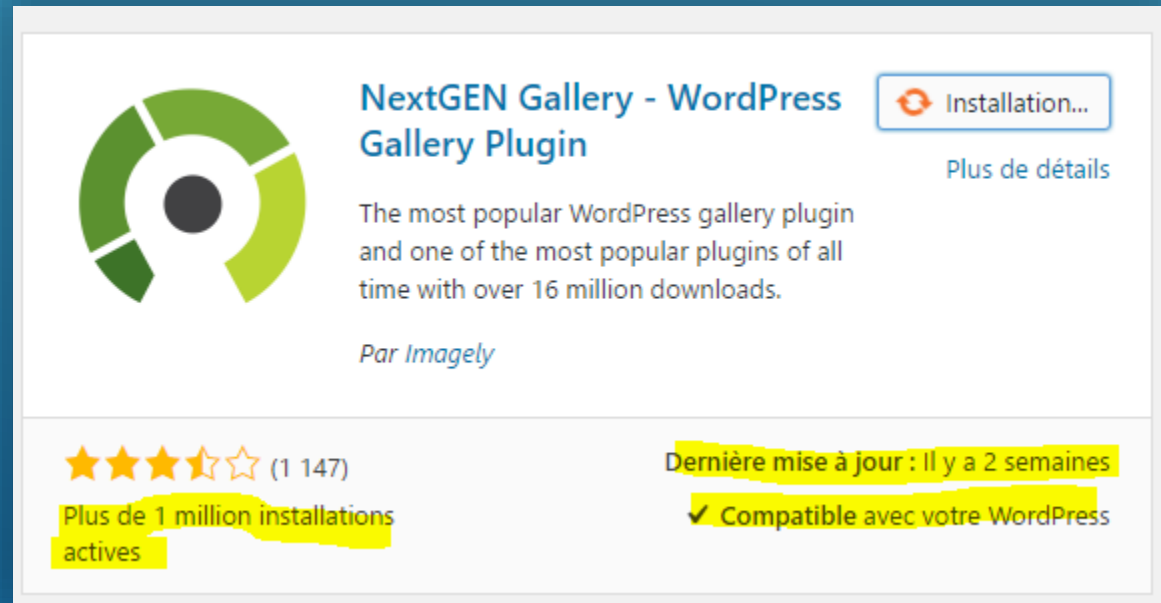 NextGEN Gallery - WordPress
Gallery Plugin
Installation...
Plus de détails
The most popular WordPress gallery plugin
and one of the most popular plugins of all
time with over 16 million downloads.
Par Imagely
(1 147)
Plus de 1 million installations
actives
Dernière mise à jour : Il y a 2 semaines
✔ Compatible avec votre WordPress